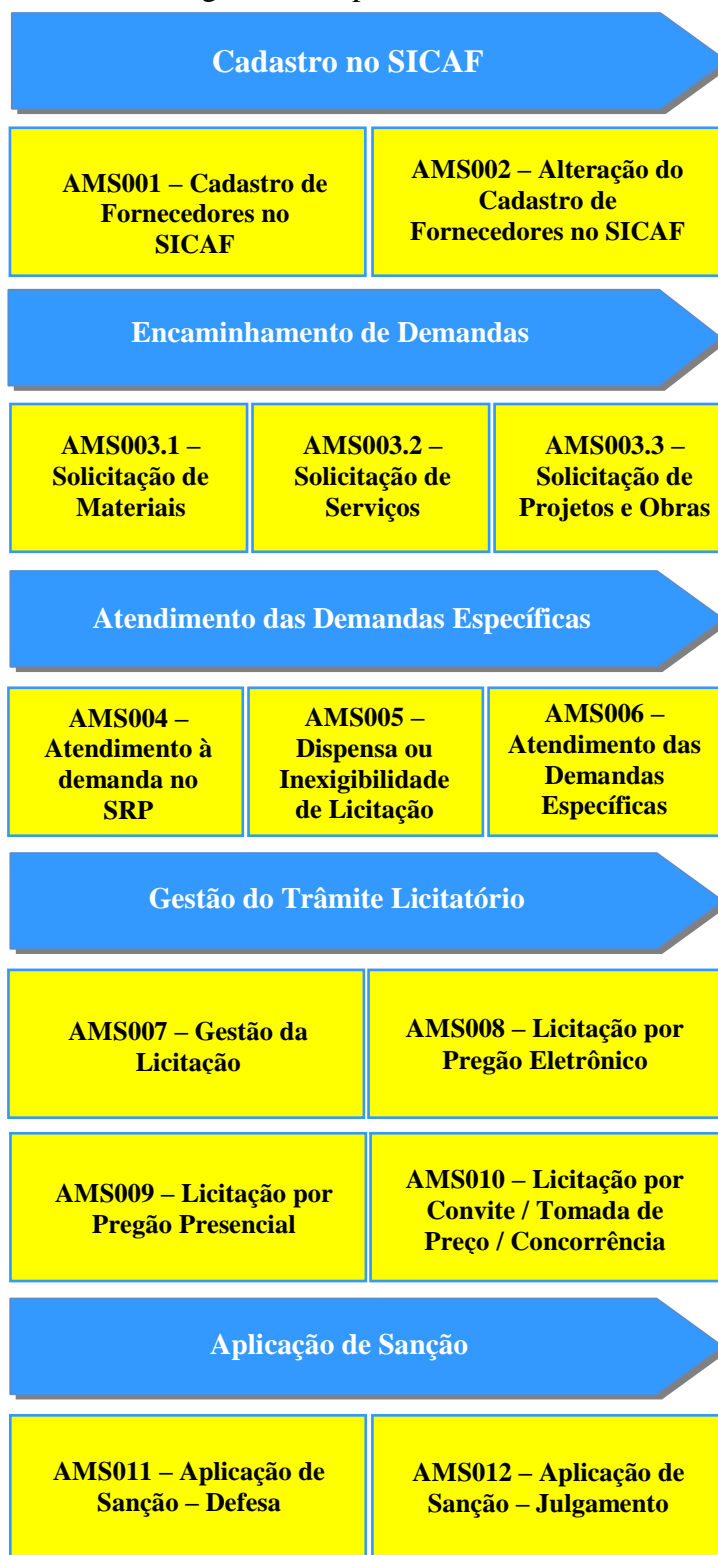 Cadastro no SICAF
AMS001 – Cadastro de
Fornecedores no
SICAF
AMS002 – Alteração do
Cadastro de
Fornecedores no SICAF
Encaminhamento de Demandas
AMS003.1 –
Solicitação de
Materiais
AMS003.2 –
Solicitação de
Serviços
AMS003.3 –
Solicitação de
Projetos e Obras
Atendimento das Demandas Específicas
AMS004 –
Atendimento à
demanda no
SRP
AMS005 –
Dispensa ou
Inexigibilidade
de Licitação
AMS006 –
Atendimento das
Demandas
Específicas
Gestão do Trâmite Licitatório
AMS007 – Gestão da
Licitação
AMS008 – Licitação por
Pregão Eletrônico
AMS009 – Licitação por
Pregão Presencial
AMS010 – Licitação por
Convite / Tomada de
Preço / Concorrência
Aplicação de Sanção
AMS011 – Aplicação de
Sanção – Defesa
AMS012 – Aplicação de
Sanção – Julgamento